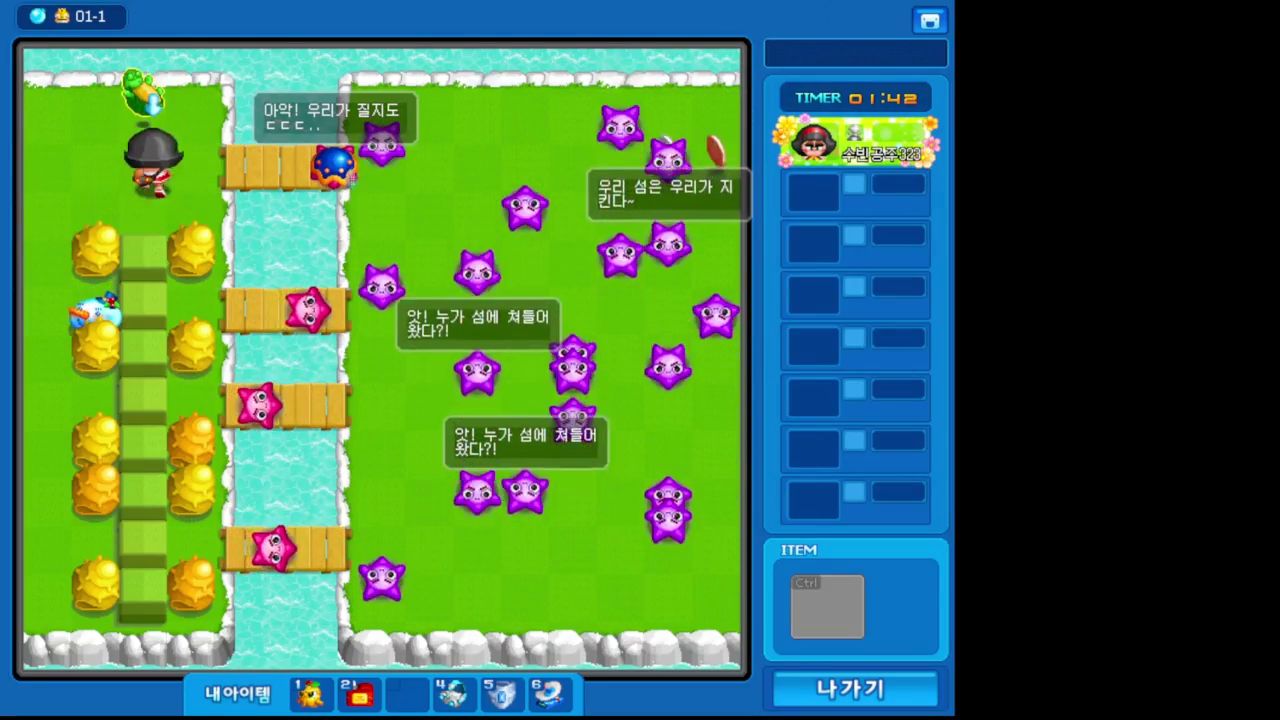 01-1
TIMER 01:42
수빈공주323
아악! 우리가 질지도
ㄷㄷㄷ..
우리 섬은 우리가 지
킨다~
앗! 누가 섬에 쳐들어
왔다?!
앗! 누가 섬에 쳐들어
왔다?!
ITEM
Ctrl
내아이템
1
2
4
5
6
나가기